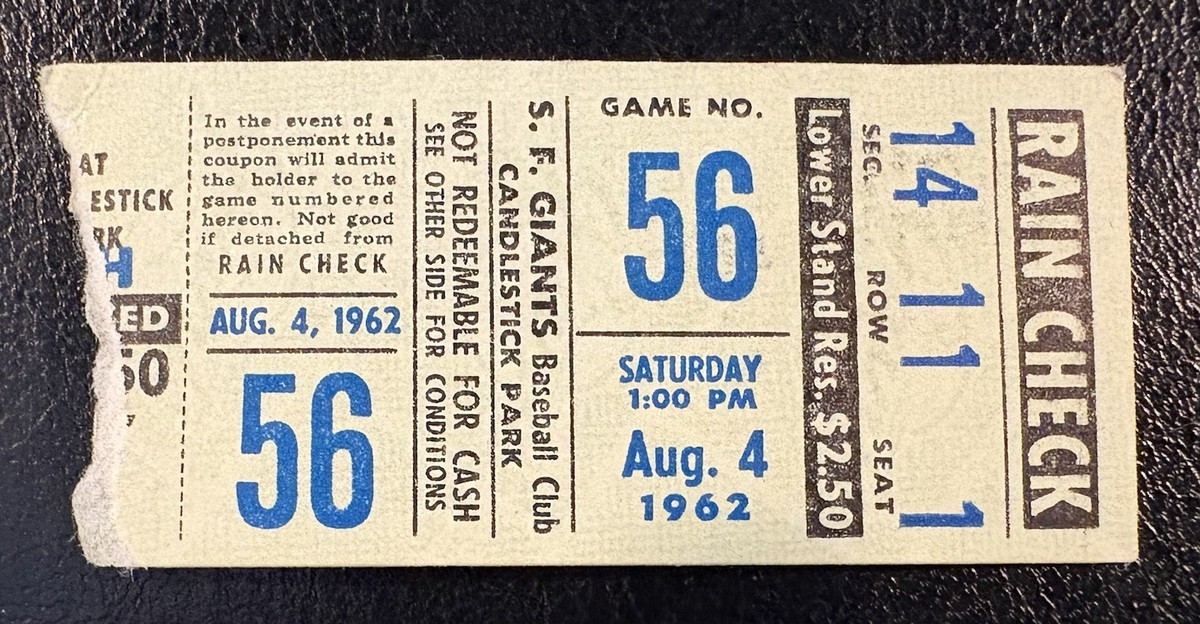 AT
ESTICK
RK
H
ED
50
In the event of a
postponement this
coupon will admit
the holder to the
game numbered
hereon. Not good
if detached from
RAIN CHECK
AUG. 4, 1962
56
NOT REDEEMABLE FOR CASH
SEE OTHER SIDE FOR CONDITIONS
S. F. GIANTS Baseball Club
CANDLESTICK PARK
GAME NO.
56
SATURDAY
1:00 PM
Aug. 4
1962
Lower Stand Res. $2.50
SEC. ROW SEAT
14 11 1
RAIN CHECK